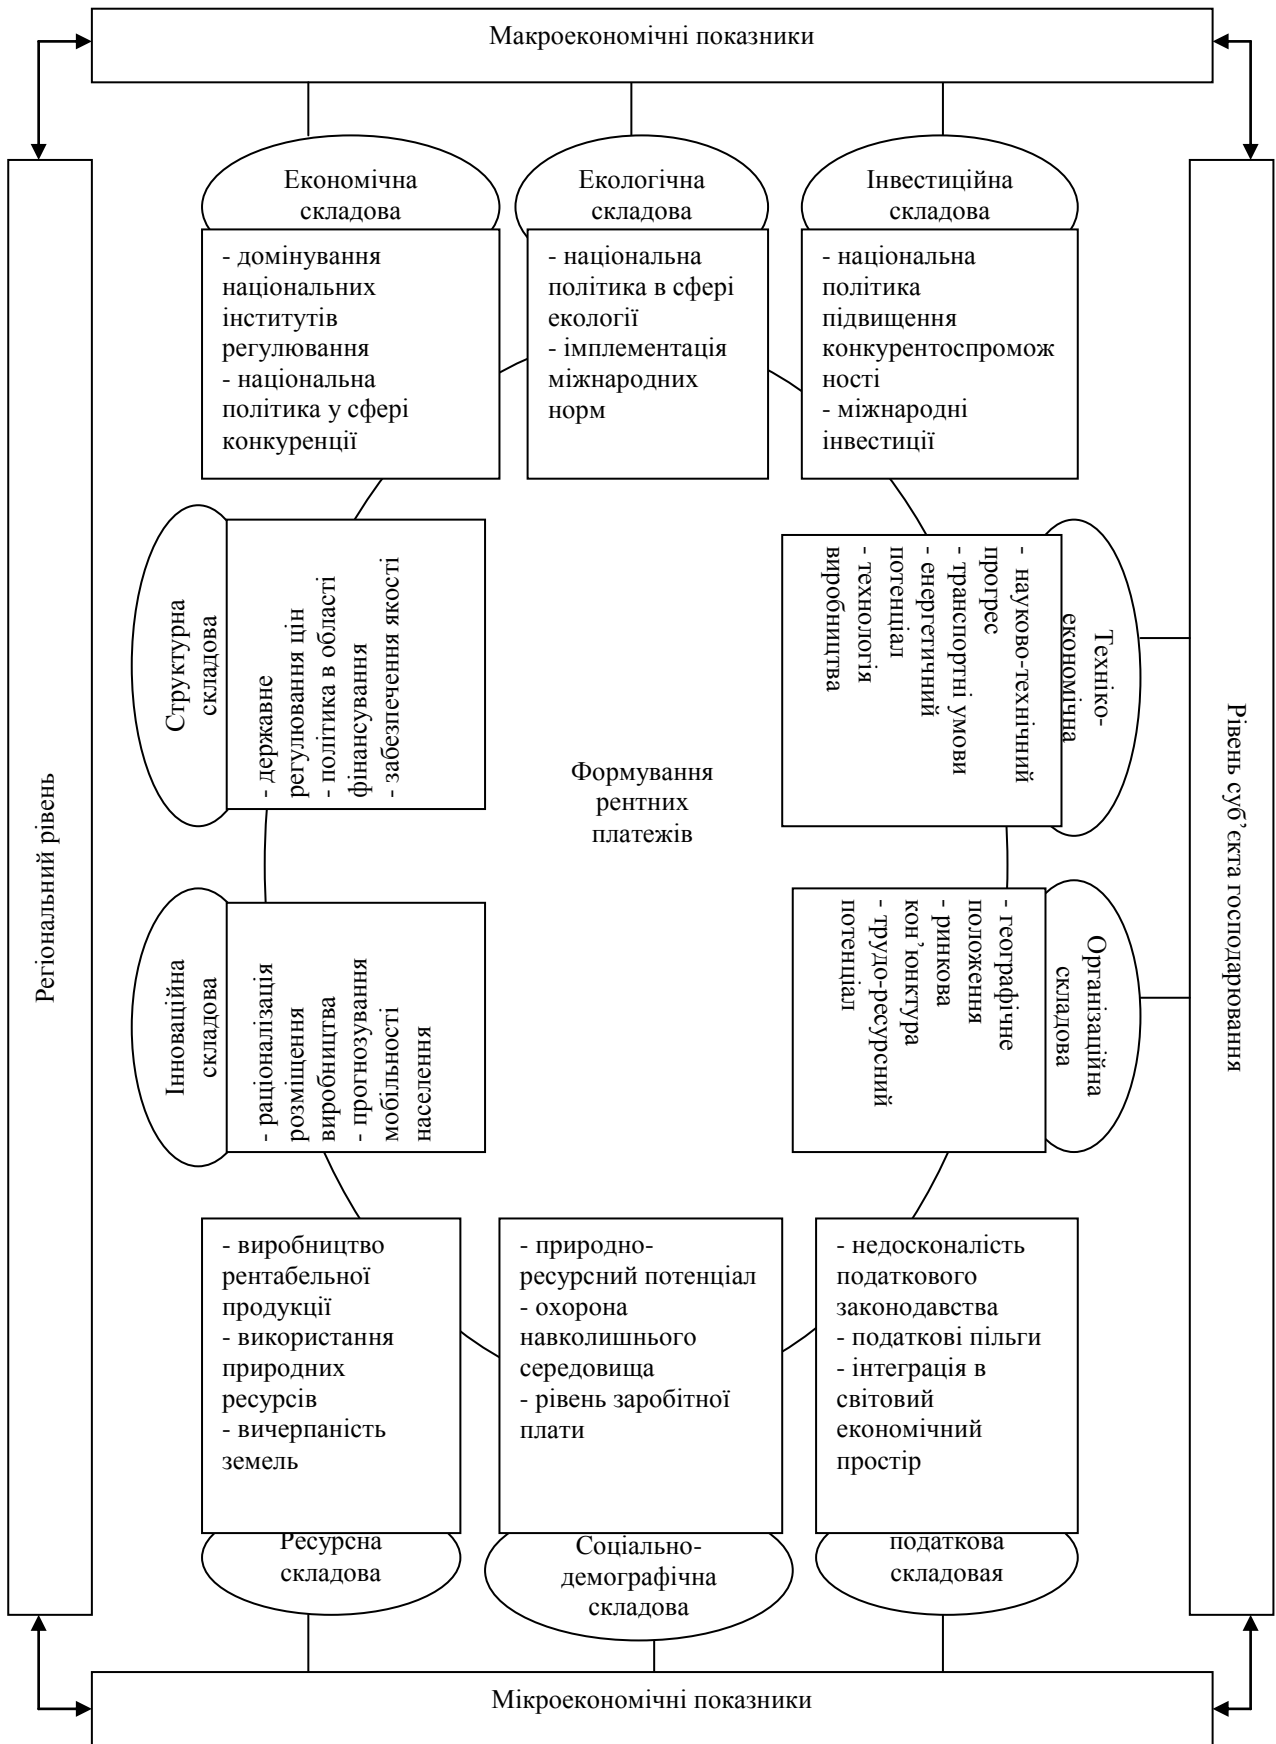 Макроекономічні показники
Економічна
складова
Екологічна
складова
Інвестиційна
складова
- домінування
національних
інститутів
регулювання
- національна
політика у сфері
конкуренції
- національна
політика в сфері
екології
- імплементація
міжнародних
норм
- національна
політика
підвищення
конкурентоспромож
ності
- міжнародні
інвестиції
Регіональний рівень
Структурна
складова
- державне
регулювання цін
- політика в області
фінансування
- забезпечення якості
Техніко-
економічна
- науково-технічний
прогрес
- транспортні умови
- енергетичний
потенціал
- технологія
виробництва
Рівень суб’єкта господарювання
Формування
рентних
платежів
Інноваційна
складова
- раціоналізація
розміщення
виробництва
- прогнозування
мобільності
населення
Організаційна
складова
- географічне
положення
- ринкова
кон’юнктура
- трудо-ресурсний
потенціал
- виробництво
рентабельної
продукції
- використання
природних
ресурсів
- вичерпаність
земель
- природно-
ресурсний потенціал
- охорона
навколишнього
середовища
- рівень заробітної
плати
- недосконалість
податкового
законодавства
- податкові пільги
- інтеграція в
світовий
економічний
простір
Ресурсна
складова
Соціально-
демографічна
складова
податкова
складовая
Мікроекономічні показники